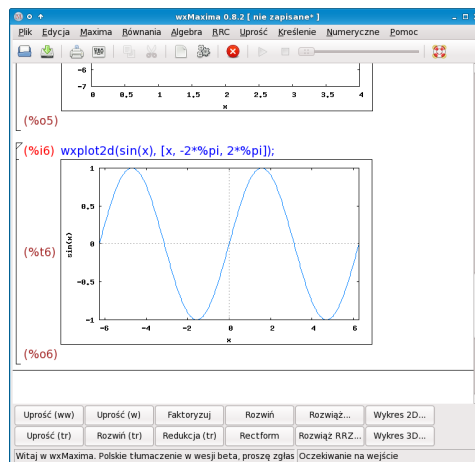 wxMaxima 0.8.2 [ nie zapisane* ]
Plik Edycja Maxima Równania Algebra RRC Uprość Kreślenie Numeryczne Pomoc
-6
-7
0 0,5 1 1,5 2 2,5 3 3,5 4
x
(%o5)
(%i6) wxplot2d(sin(x), [x, -2*%pi, 2*%pi]);
(%t6)
sin(x)
1
0,5
0
-0,5
-1
-6 -4 -2 0 2 4 6
x
(%o6)
Uprość (ww) Uprość (w) Faktoryzuj Rozwiń Rozwiąż... Wykres 2D...
Uprość (tr) Rozwiń (tr) Redukcja (tr) Rectform Rozwiąż RRZ... Wykres 3D...
Witaj w wxMaxima. Polskie tłumaczenie w wesji beta, proszę zgłas Oczekiwanie na wejście